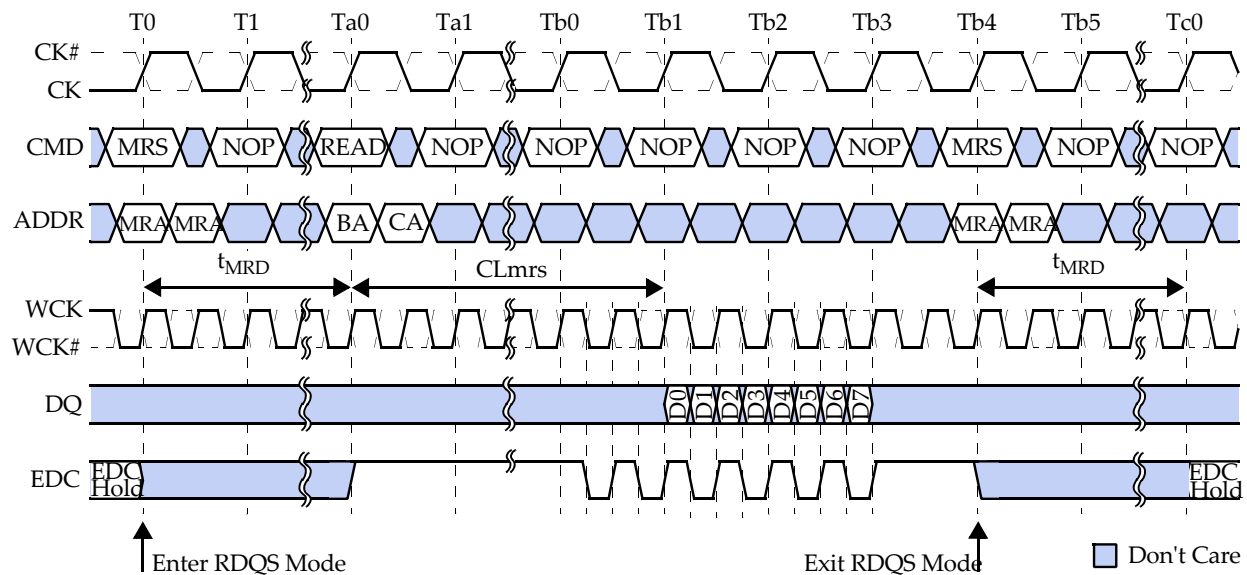 T0 T1 Ta0 Ta1 Tb0 Tb1 Tb2 Tb3 Tb4 Tb5 Tc0
CK#
CK
CMD MRS NOP READ NOP NOP NOP NOP NOP MRS NOP NOP
ADDR MRA MRA BA CA MRA MRA
tMRD CLmrs tMRD
WCK
WCK#
DQ D0 D1 D2 D3 D4 D5 D6 D7
EDC EDC Hold EDC Hold
Enter RDQS Mode Exit RDQS Mode Don't Care